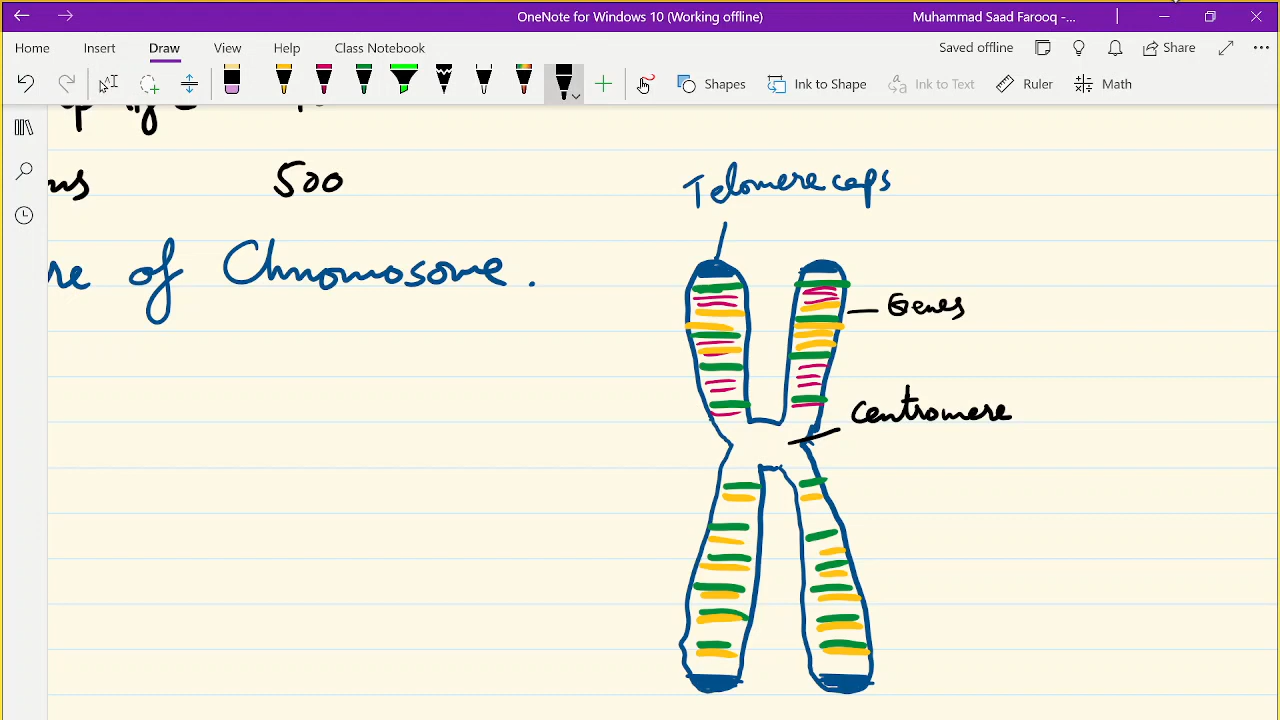 OneNote for Windows 10 (Working offline)
Muhammad Saad Farooq -...
Home Insert Draw View Help Class Notebook
Saved offline
Share
Shapes
Ink to Shape
Ink to Text
Ruler
Math
500
Telomere caps
of Chromosome.
Genes
Centromere